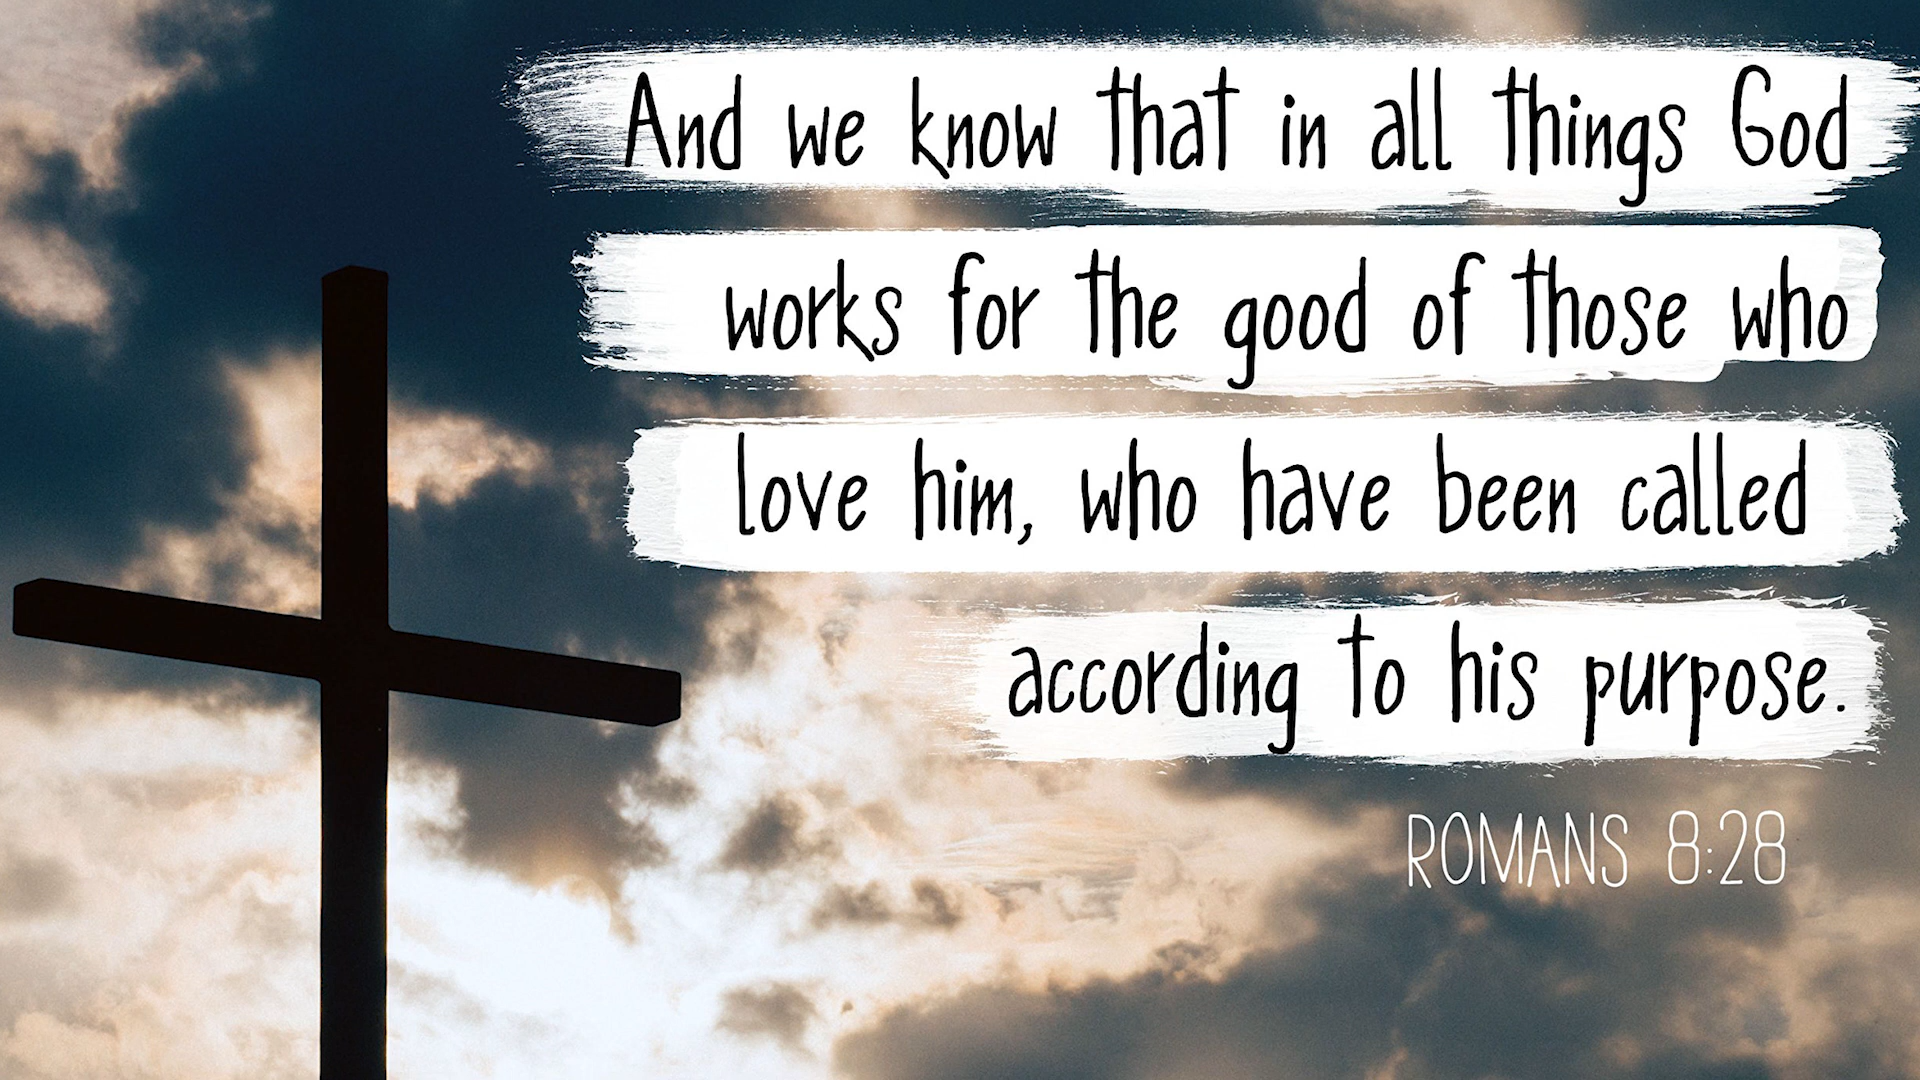 And we know that in all things God
works for the good of those who
love him, who have been called
according to his purpose.
ROMANS 8:28